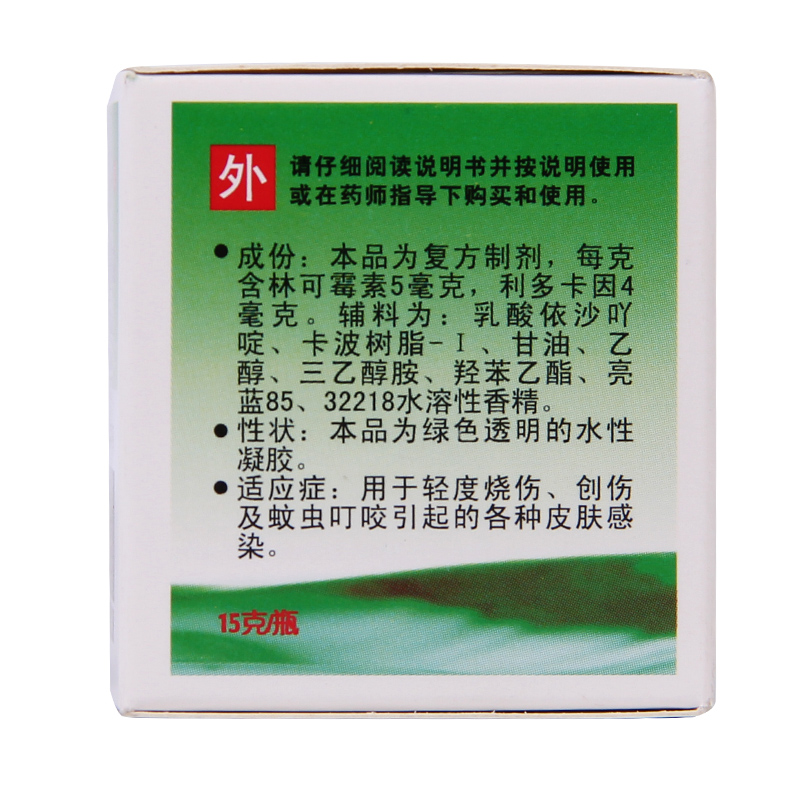 外
请仔细阅读说明书并按说明使用
或在药师指导下购买和使用。
●成份：本品为复方制剂，每克
含林可霉素5毫克，利多卡因4
毫克。辅料为：乳酸依沙吖
啶、卡波树脂-Ⅰ、甘油、乙
醇、三乙醇胺、羟苯乙酯、亮
蓝85、32218水溶性香精。
●性状：本品为绿色透明的水性
凝胶。
●适应症：用于轻度烧伤、创伤
及蚊虫叮咬引起的各种皮肤感
染。
15克/瓶